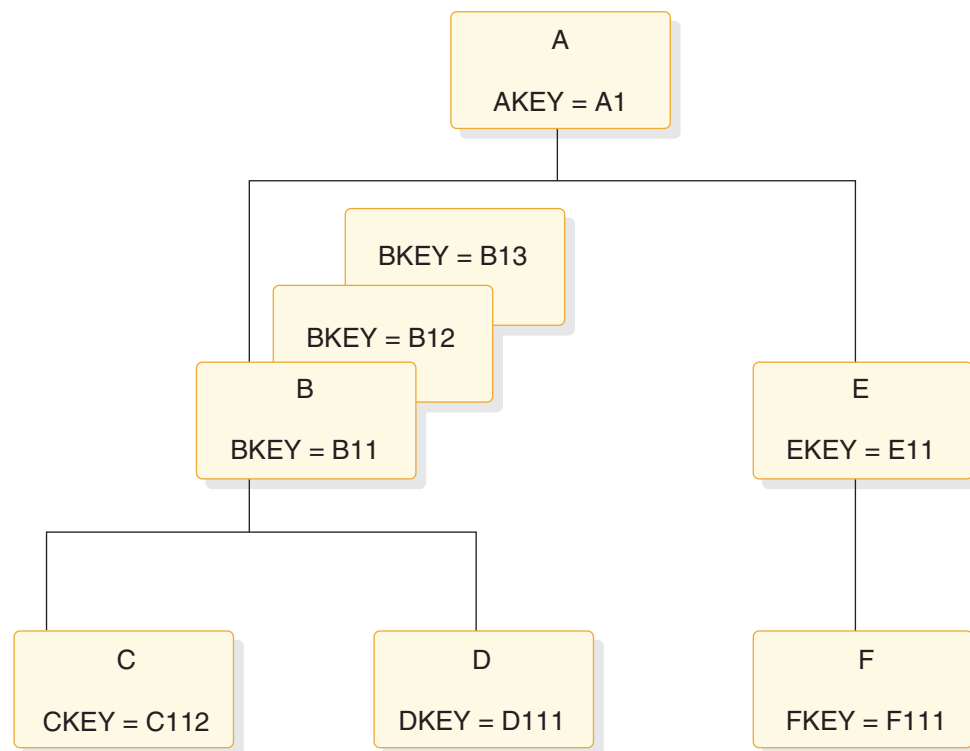 A
AKEY = A1
BKEY = B13
BKEY = B12
B
BKEY = B11
E
EKEY = E11
C
CKEY = C112
D
DKEY = D111
F
FKEY = F111